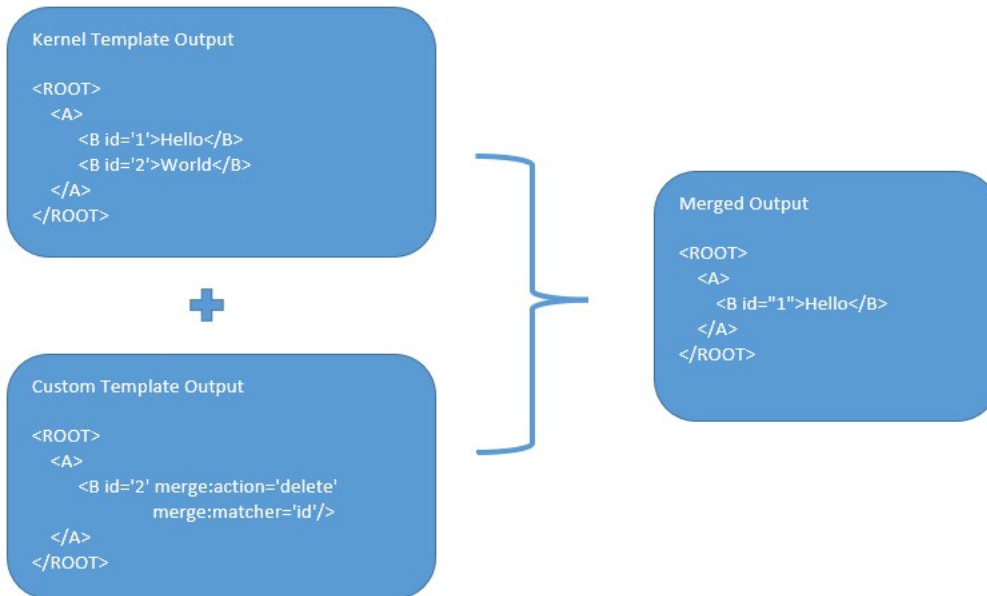 Kernel Template Output
<ROOT>
<A>
<B id='1'>Hello</B>
<B id='2'>World</B>
</A>
</ROOT>
Custom Template Output
<ROOT>
<A>
<B id='2' merge:action='delete'
merge:matcher='id'/>
</A>
</ROOT>
Merged Output
<ROOT>
<A>
<B id="1">Hello</B>
</A>
</ROOT>